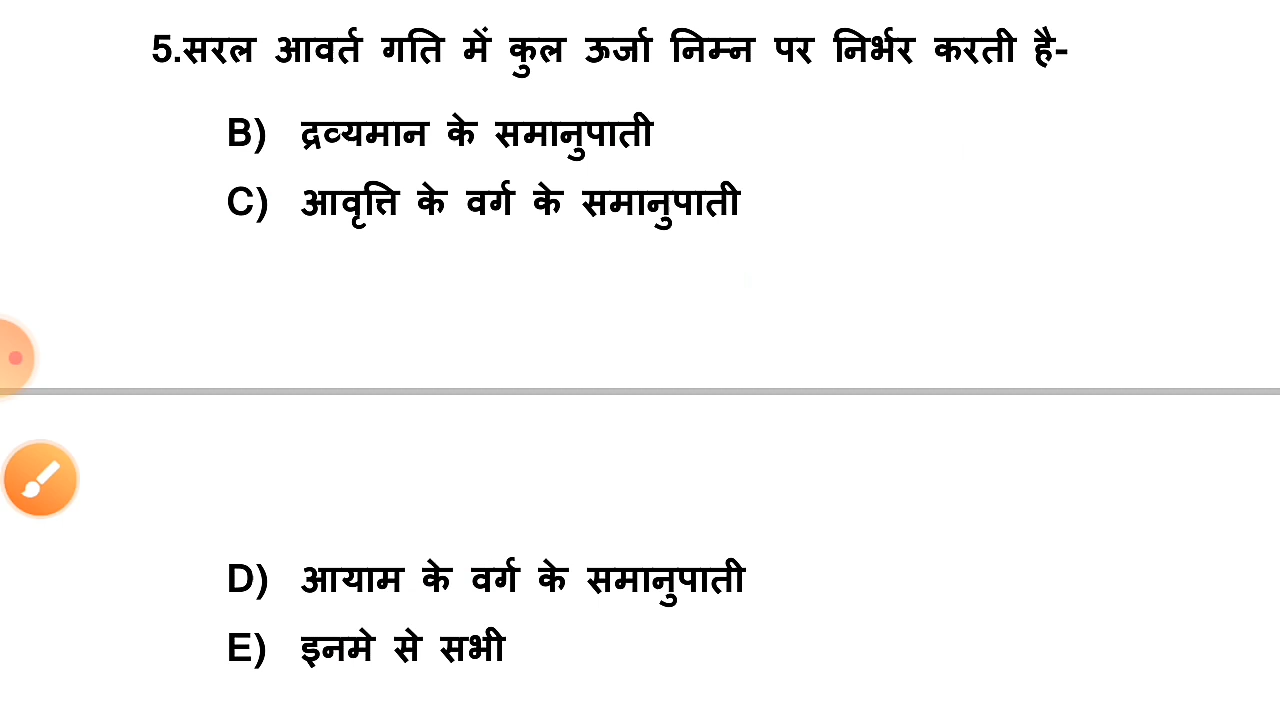 5.सरल आवर्त गति में कुल ऊर्जा निम्न पर निर्भर करती है-
B) द्रव्यमान के समानुपाती
C) आवृत्ति के वर्ग के समानुपाती
D) आयाम के वर्ग के समानुपाती
E) इनमे से सभी